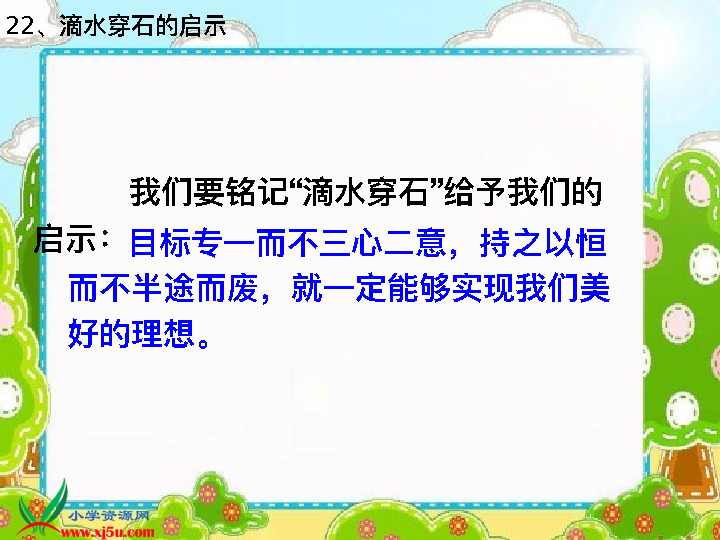 22、滴水穿石的启示
我们要铭记“滴水穿石”给予我们的
启示：目标专一而不三心二意，持之以恒
而不半途而废，就一定能够实现我们美
好的理想。
小学资源网
www.xj5u.com